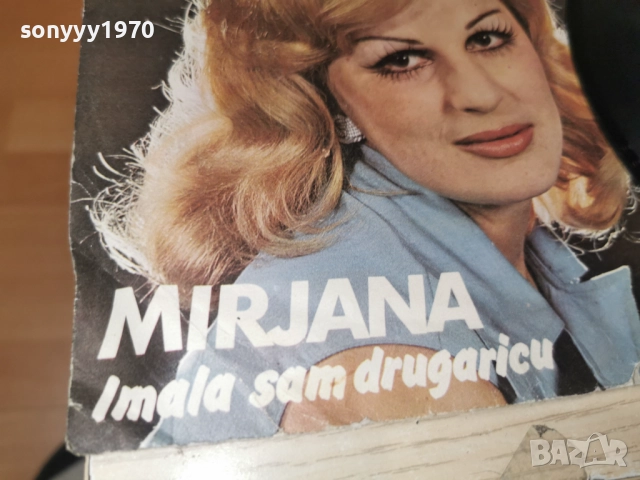 sonyyy1970
MIRJANA
Imala sam drugaricu
BAZAR